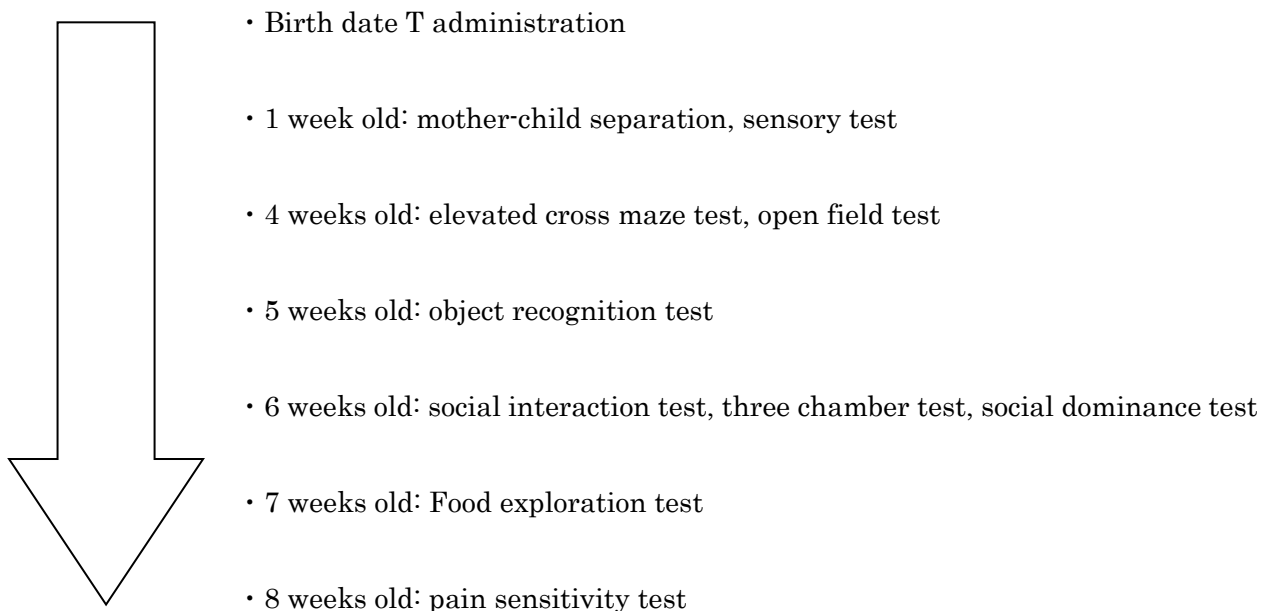 ・Birth date T administration
・1 week old: mother-child separation, sensory test
・4 weeks old: elevated cross maze test, open field test
・5 weeks old: object recognition test
・6 weeks old: social interaction test, three chamber test, social dominance test
・7 weeks old: Food exploration test
・8 weeks old: pain sensitivity test